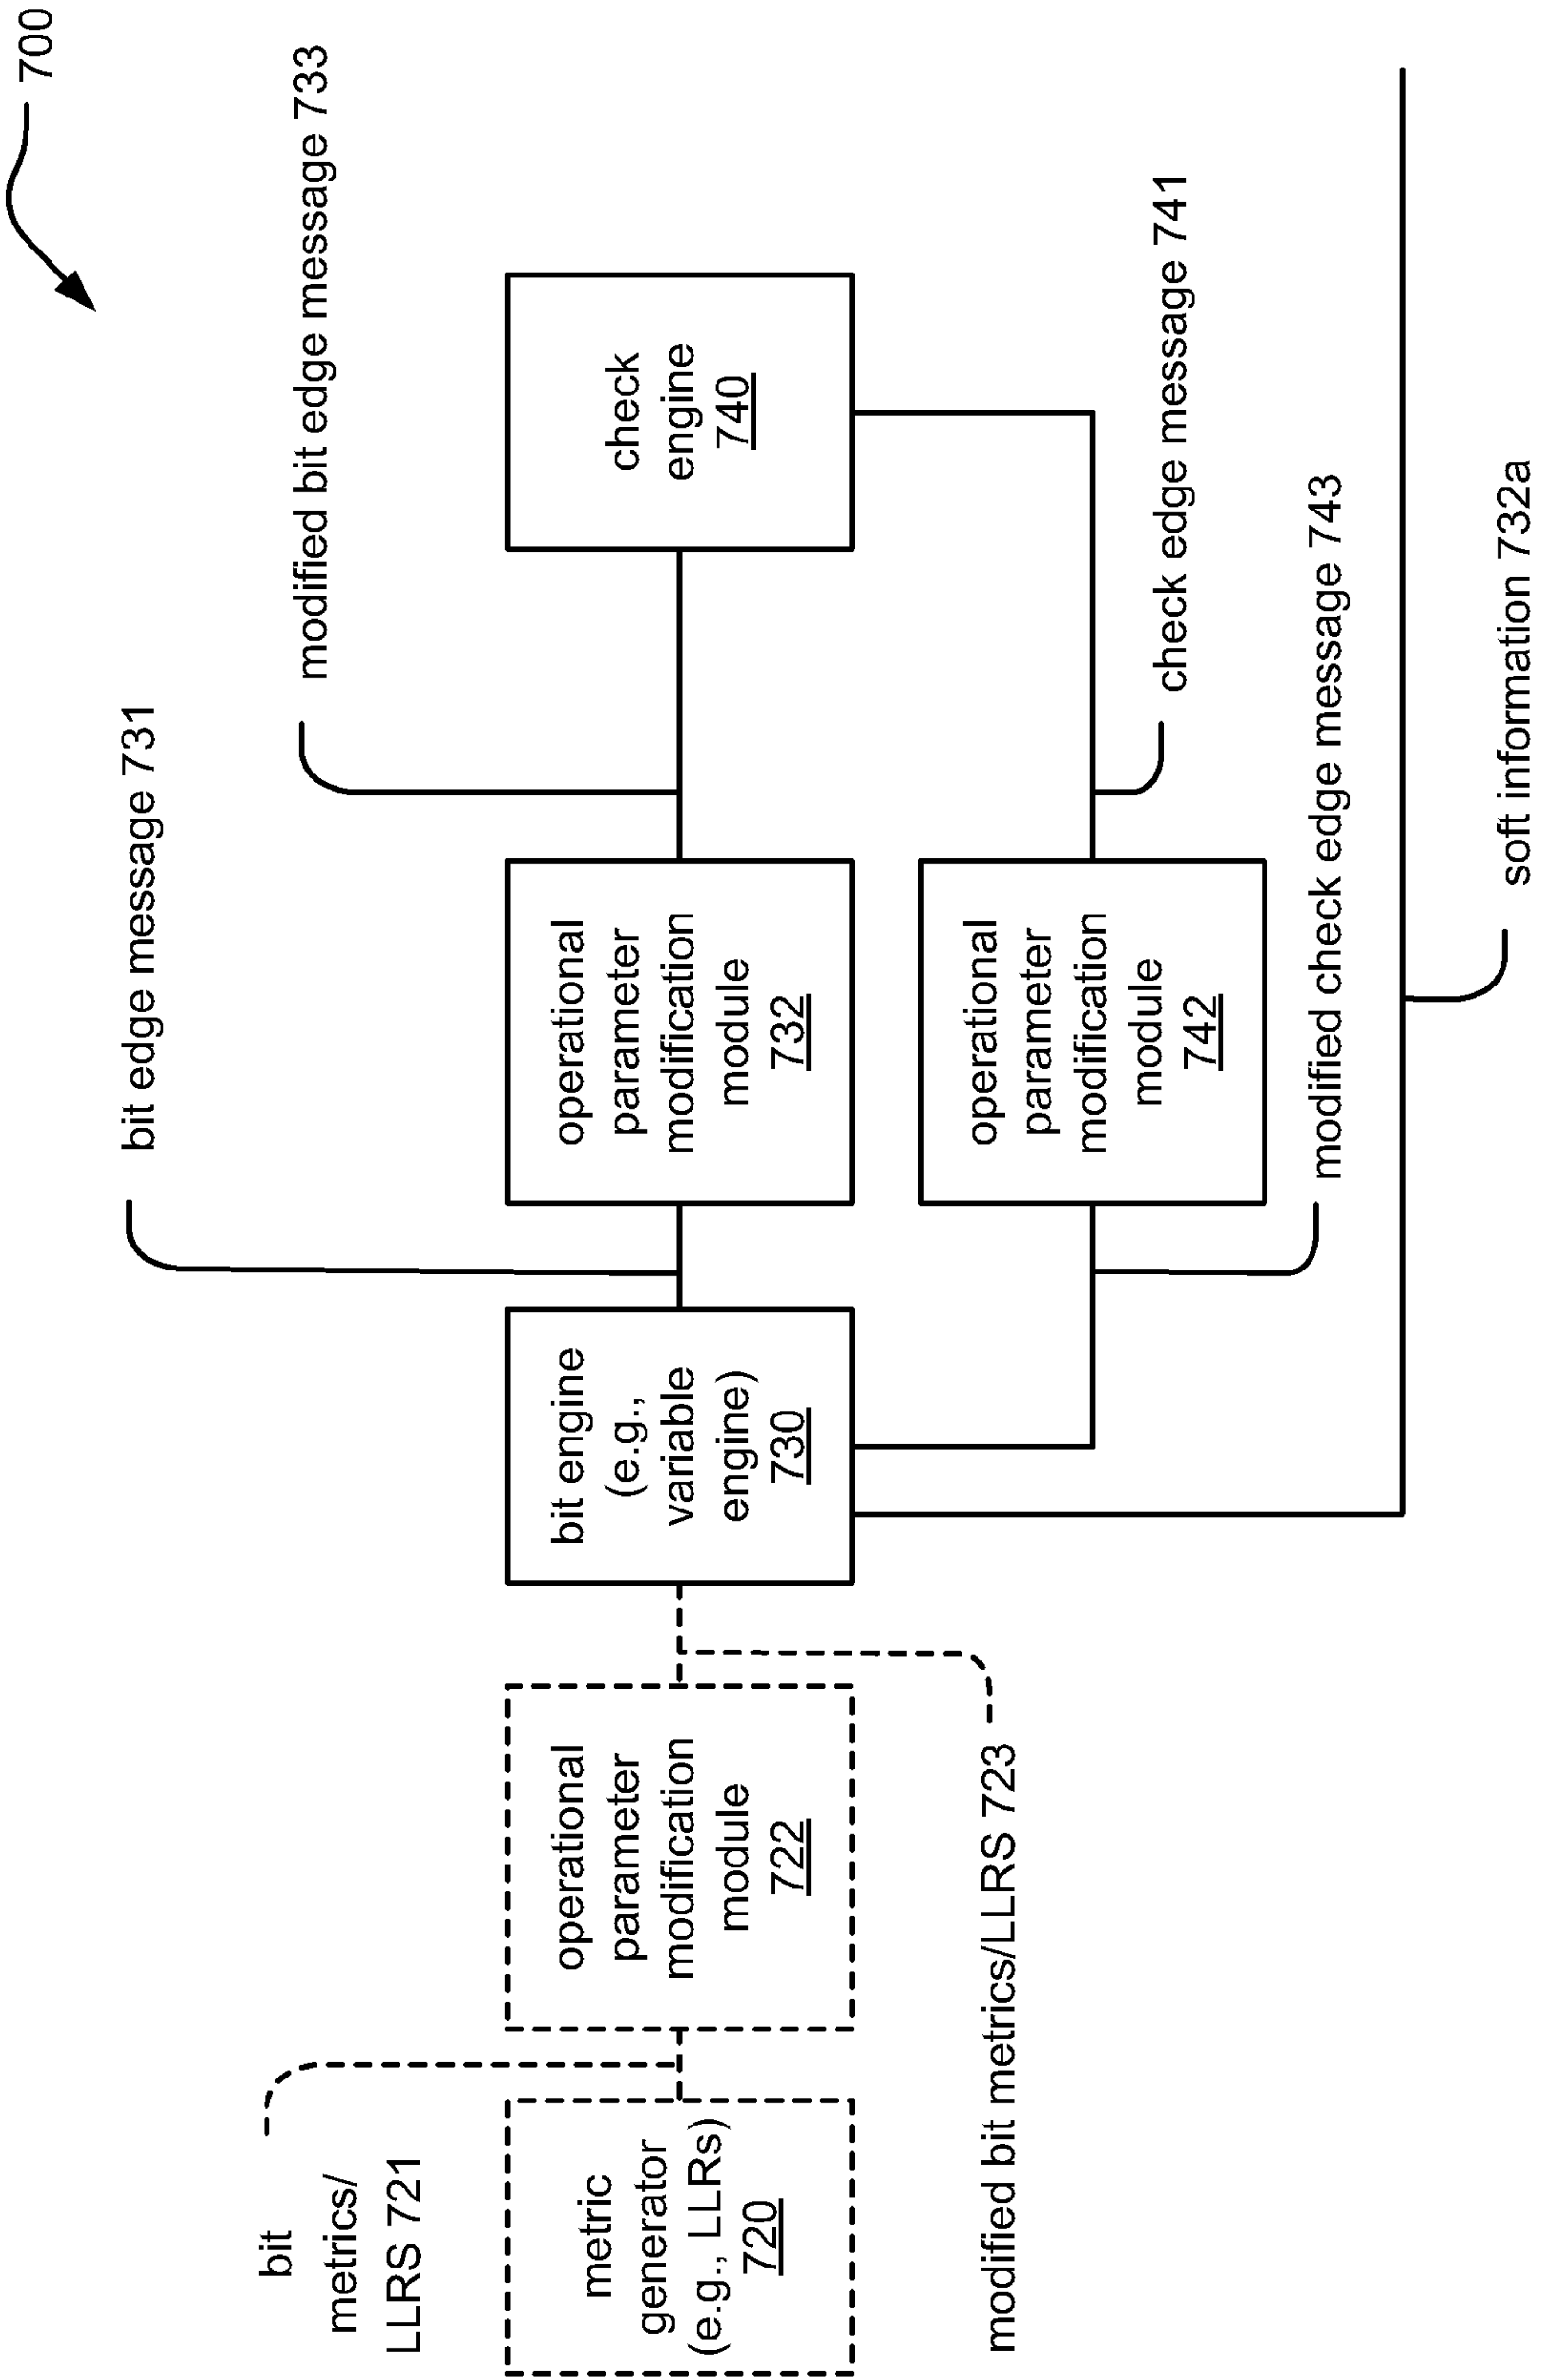 700
bit edge message 731
modified bit edge message 733
bit
metrics/
LLRS 721
metric
generator
(e.g., LLRs)
720
operational
parameter
modification
module
722
bit engine
(e.g.,
variable
engine)
730
operational
parameter
modification
module
732
check
engine
740
operational
parameter
modification
module
742
modified bit metrics/LLRS 723
check edge message 741
modified check edge message 743
soft information 732a